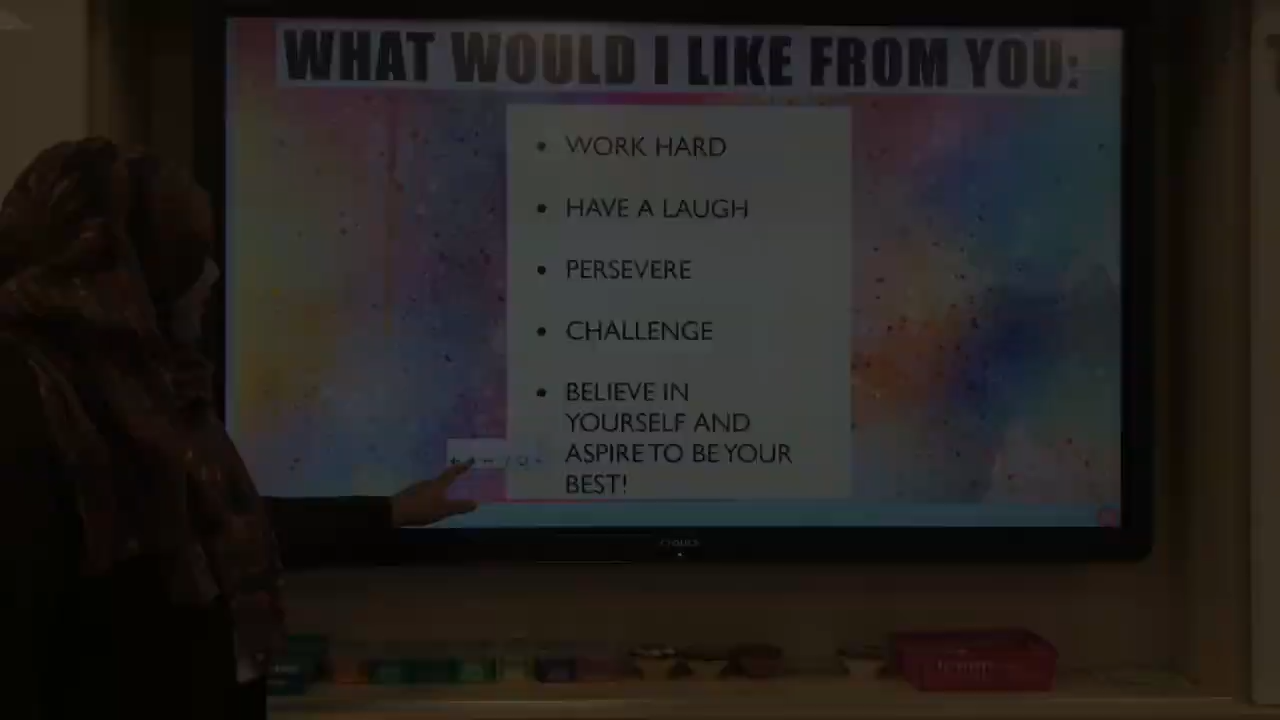 WHAT WOULD I LIKE FROM YOU:
• WORK HARD
• HAVE A LAUGH
• PERSEVERE
• CHALLENGE
• BELIEVE IN
YOURSELF AND
ASPIRE TO BE YOUR
BEST!